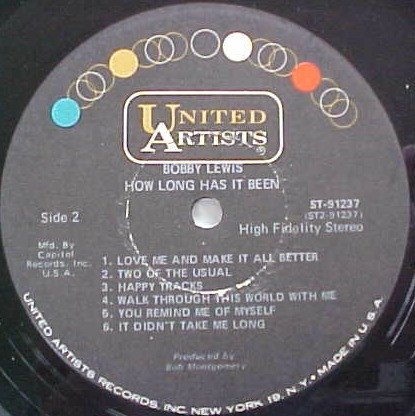 UNITED
ARTISTS
BOBBY LEWIS
HOW LONG HAS IT BEEN
ST-91237
(ST2-91237)
Side 2
High Fidelity Stereo
Mfd. By
Capitol
Records, Inc.
U.S.A.
1. LOVE ME AND MAKE IT ALL BETTER
2. TWO OF THE USUAL
3. HAPPY TRACKS
4. WALK THROUGH THIS WORLD WITH ME
5. YOU REMIND ME OF MYSELF
6. IT DIDN'T TAKE ME LONG
Produced by
Bob Montgomery
UNITED ARTISTS RECORDS, INC. NEW YORK 19, N.Y. • MADE IN U.S.A.